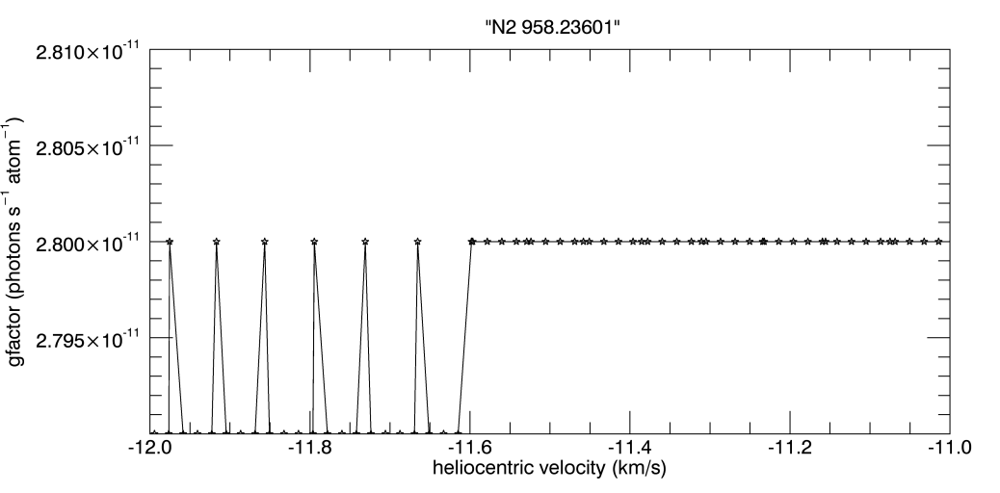 "N2 958.23601"
2.810×10⁻¹¹
2.805×10⁻¹¹
2.800×10⁻¹¹
2.795×10⁻¹¹
gfactor (photons s⁻¹ atom⁻¹)
-12.0 -11.8 -11.6 -11.4 -11.2 -11.0
heliocentric velocity (km/s)